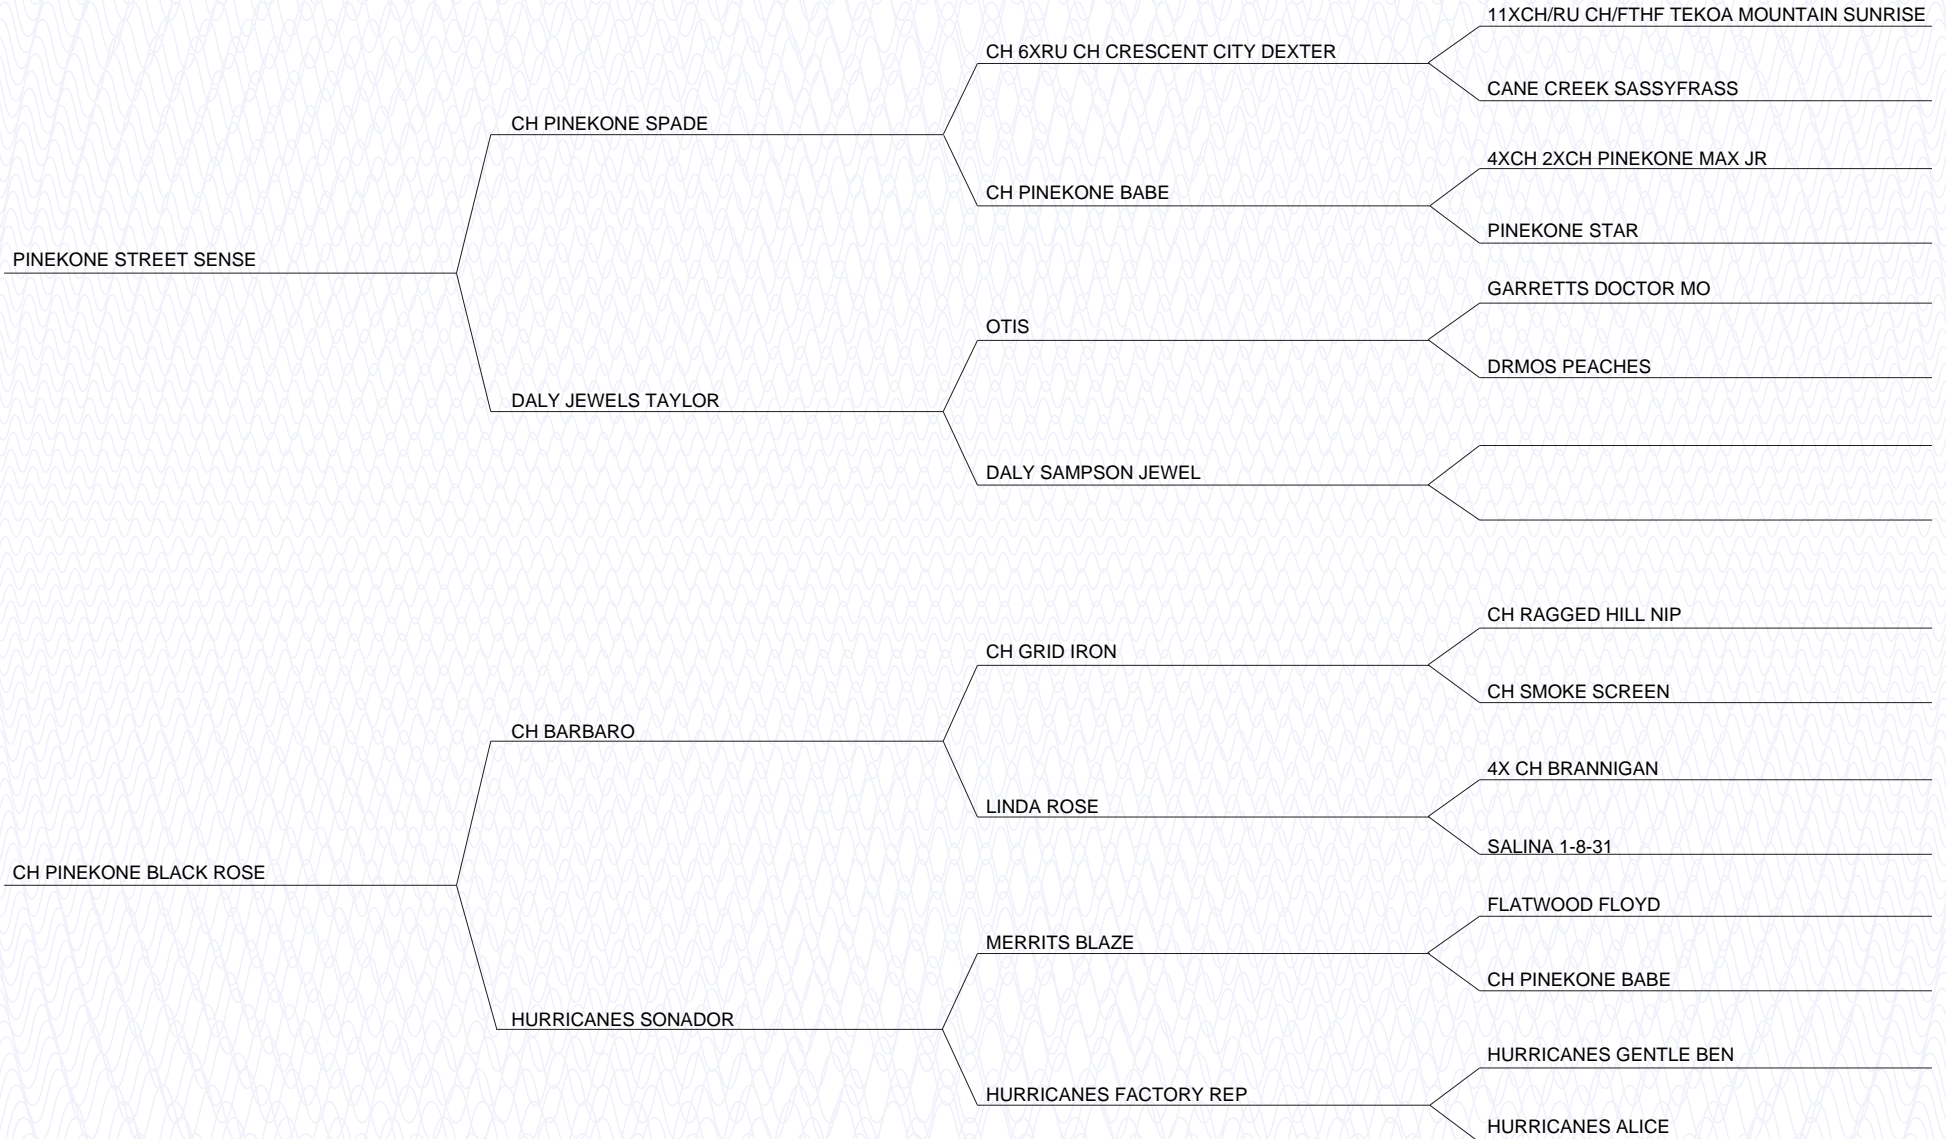 11XCH/RU CH/FTHF TEKOA MOUNTAIN SUNRISE
CH 6XRU CH CRESCENT CITY DEXTER
CANE CREEK SASSYFRASS
CH PINEKONE SPADE
4XCH 2XCH PINEKONE MAX JR
CH PINEKONE BABE
PINEKONE STAR
PINEKONE STREET SENSE
GARRETTS DOCTOR MO
OTIS
DRMOS PEACHES
DALY JEWELS TAYLOR
DALY SAMPSON JEWEL
CH RAGGED HILL NIP
CH GRID IRON
CH SMOKE SCREEN
CH BARBARO
4X CH BRANNIGAN
LINDA ROSE
SALINA 1-8-31
CH PINEKONE BLACK ROSE
FLATWOOD FLOYD
MERRITS BLAZE
CH PINEKONE BABE
HURRICANES SONADOR
HURRICANES GENTLE BEN
HURRICANES FACTORY REP
HURRICANES ALICE